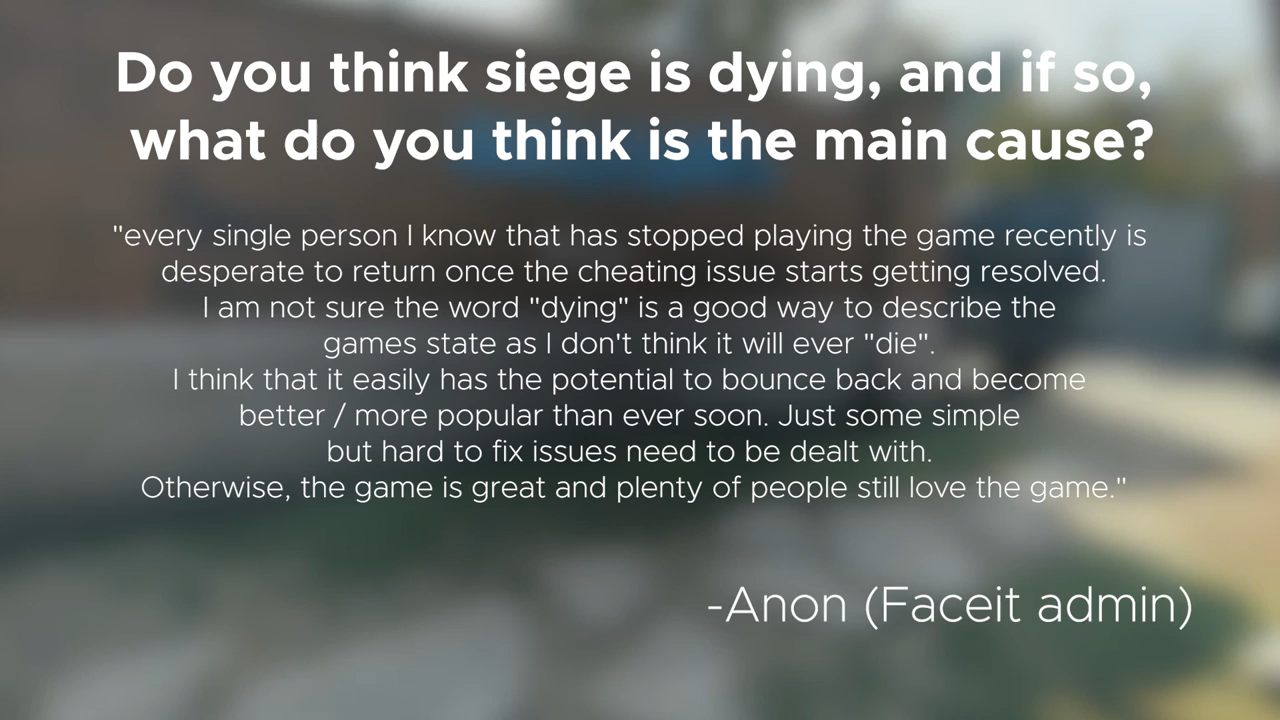 Do you think siege is dying, and if so,
what do you think is the main cause?
"every single person I know that has stopped playing the game recently is
desperate to return once the cheating issue starts getting resolved.
I am not sure the word "dying" is a good way to describe the
games state as I don't think it will ever "die".
I think that it easily has the potential to bounce back and become
better / more popular than ever soon. Just some simple
but hard to fix issues need to be dealt with.
Otherwise, the game is great and plenty of people still love the game."
-Anon (Faceit admin)